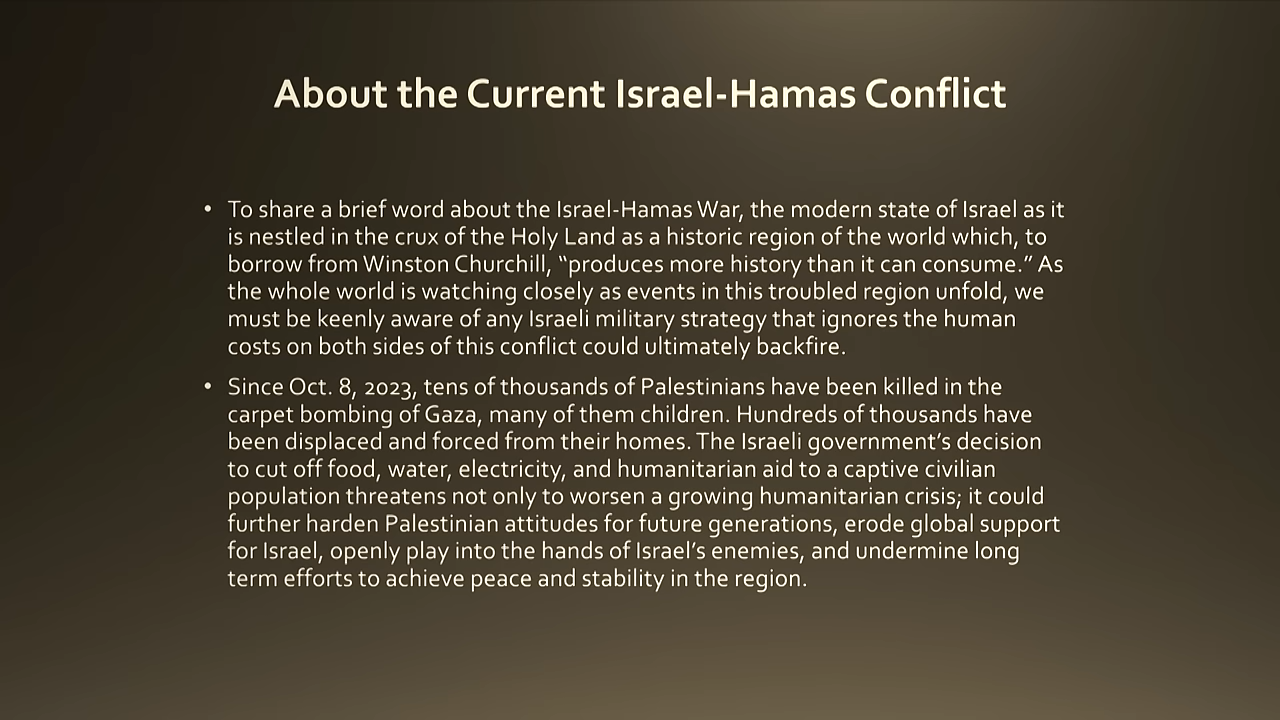 About the Current Israel-Hamas Conflict
• To share a brief word about the Israel-Hamas War, the modern state of Israel as it
is nestled in the crux of the Holy Land as a historic region of the world which, to
borrow from Winston Churchill, “produces more history than it can consume.” As
the whole world is watching closely as events in this troubled region unfold, we
must be keenly aware of any Israeli military strategy that ignores the human
costs on both sides of this conflict could ultimately backfire.
• Since Oct. 8, 2023, tens of thousands of Palestinians have been killed in the
carpet bombing of Gaza, many of them children. Hundreds of thousands have
been displaced and forced from their homes. The Israeli government’s decision
to cut off food, water, electricity, and humanitarian aid to a captive civilian
population threatens not only to worsen a growing humanitarian crisis; it could
further harden Palestinian attitudes for future generations, erode global support
for Israel, openly play into the hands of Israel’s enemies, and undermine long
term efforts to achieve peace and stability in the region.